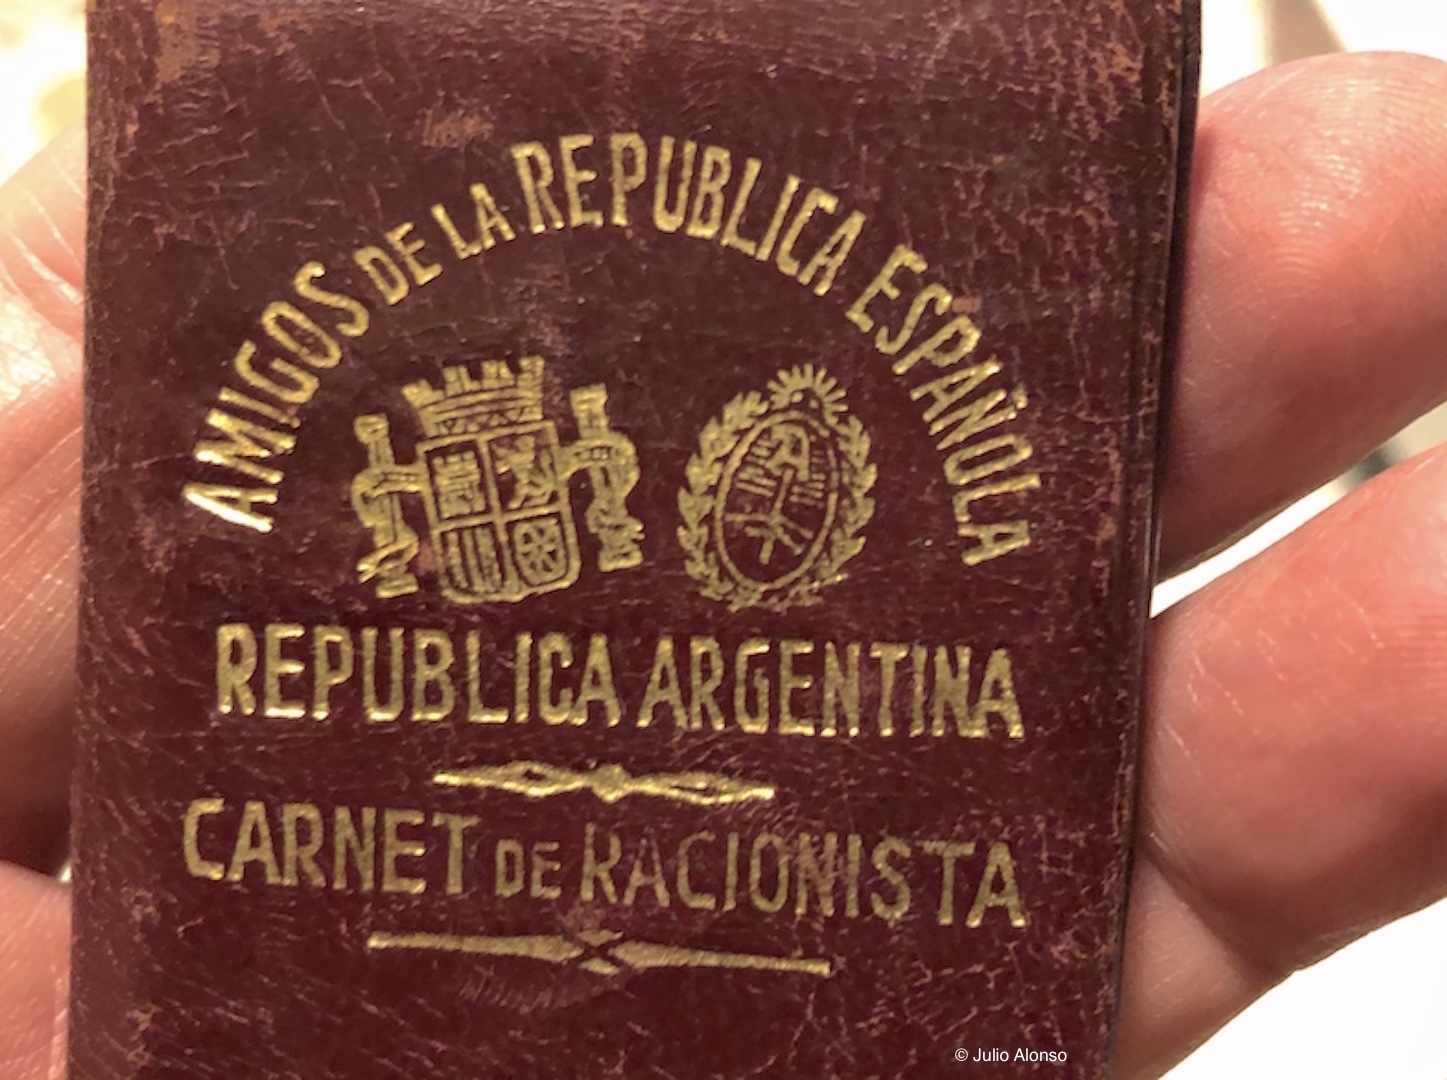 AMIGOS DE LA REPUBLICA ESPAÑOLA
REPUBLICA ARGENTINA
CARNET DE RACIONISTA
© Julio Alonso